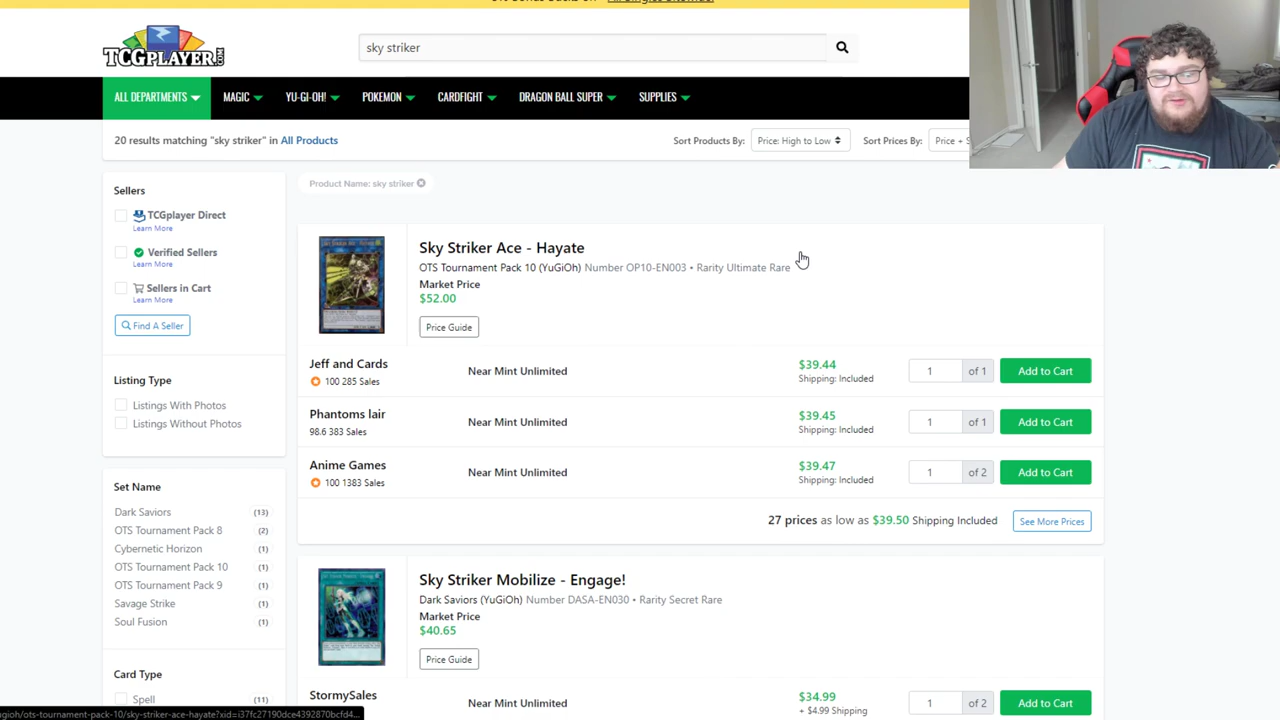 TCGPLAYER.COM
sky striker
ALL DEPARTMENTS
MAGIC
YU-GI-OH!
POKEMON
CARDFIGHT
DRAGON BALL SUPER
SUPPLIES
20 results matching "sky striker" in All Products
Sort Products By:
Price: High to Low
Sort Prices By:
Price + S
Product Name: sky striker
Sellers
TCGplayer Direct
Learn More
Verified Sellers
Learn More
Sellers in Cart
Learn More
Find A Seller
Listing Type
Listings With Photos
Listings Without Photos
Set Name
Dark Saviors (13)
OTS Tournament Pack 8 (2)
Cybernetic Horizon (1)
OTS Tournament Pack 10 (1)
OTS Tournament Pack 9 (1)
Savage Strike (1)
Soul Fusion (1)
Card Type
Spell (11)
Sky Striker Ace - Hayate
OTS Tournament Pack 10 (YuGiOh) Number OP10-EN003 • Rarity Ultimate Rare
Market Price
$52.00
Price Guide
Jeff and Cards
100 285 Sales
Near Mint Unlimited
$39.44
Shipping: Included
1 of 1
Add to Cart
Phantoms lair
98.6 383 Sales
Near Mint Unlimited
$39.45
Shipping: Included
1 of 1
Add to Cart
Anime Games
100 1383 Sales
Near Mint Unlimited
$39.47
Shipping: Included
1 of 2
Add to Cart
27 prices as low as $39.50 Shipping Included
See More Prices
Sky Striker Mobilize - Engage!
Dark Saviors (YuGiOh) Number DASA-EN030 • Rarity Secret Rare
Market Price
$40.65
Price Guide
StormySales
Near Mint Unlimited
$34.99
+ $4.99 Shipping
1 of 2
Add to Cart
ugioh/ots-tournament-pack-10/sky-striker-ace-hayate?xid=i37fc27190dce4392870bcfd4...